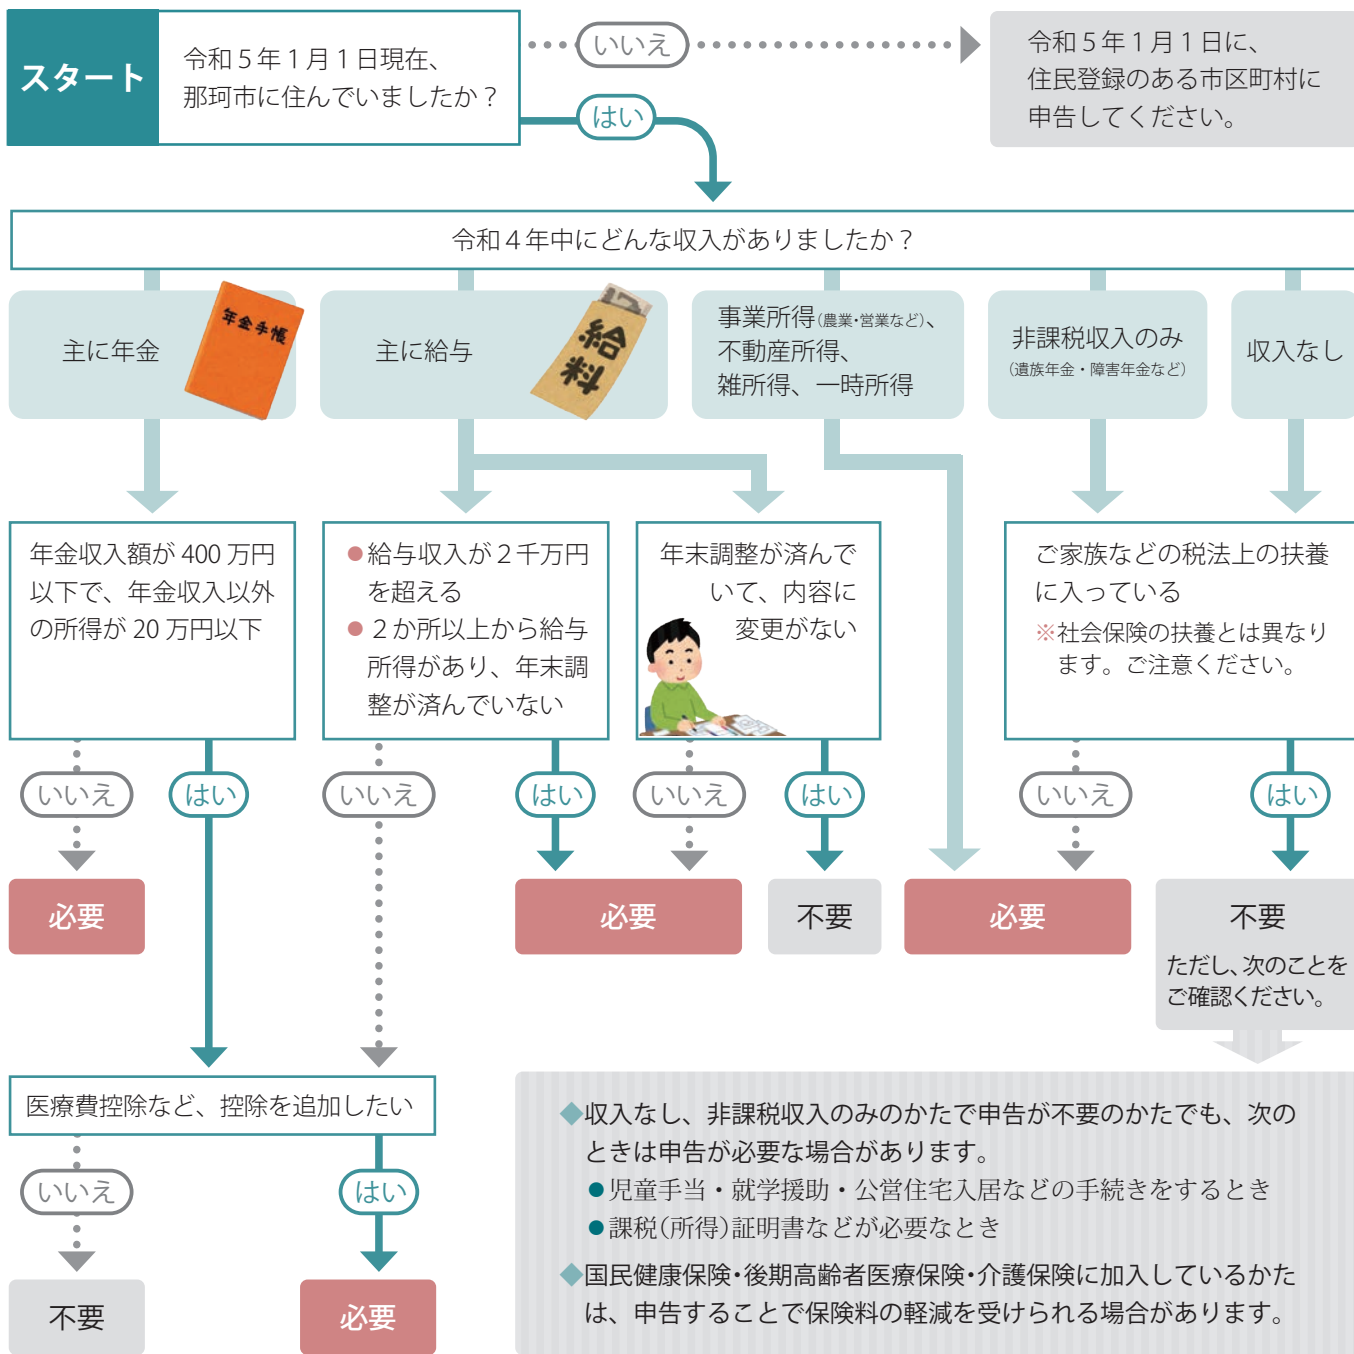 スタート
令和5年1月1日現在、
那珂市に住んでいましたか？
いいえ
令和5年1月1日に、
住民登録のある市区町村に
申告してください。
はい
令和4年中にどんな収入がありましたか？
主に年金
年金手帳
主に給与
給料
事業所得(農業・営業など)、
不動産所得、
雑所得、一時所得
非課税収入のみ
(遺族年金・障害年金など)
収入なし
年金収入額が 400 万円
以下で、年金収入以外
の所得が 20 万円以下
●給与収入が2千万円
を超える
●2か所以上から給与
所得があり、年末調
整が済んでいない
年末調整が済んで
いて、内容に
変更がない
ご家族などの税法上の扶養
に入っている
※社会保険の扶養とは異なり
ます。ご注意ください。
いいえ
はい
いいえ
はい
いいえ
はい
いいえ
はい
必要
必要
不要
必要
不要
ただし、次のことを
ご確認ください。
医療費控除など、控除を追加したい
いいえ
はい
不要
必要
◆収入なし、非課税収入のみのかたで申告が不要のかたでも、次の
ときは申告が必要な場合があります。
●児童手当・就学援助・公営住宅入居などの手続きをするとき
●課税(所得)証明書などが必要なとき
◆国民健康保険・後期高齢者医療保険・介護保険に加入しているかた
は、申告することで保険料の軽減を受けられる場合があります。